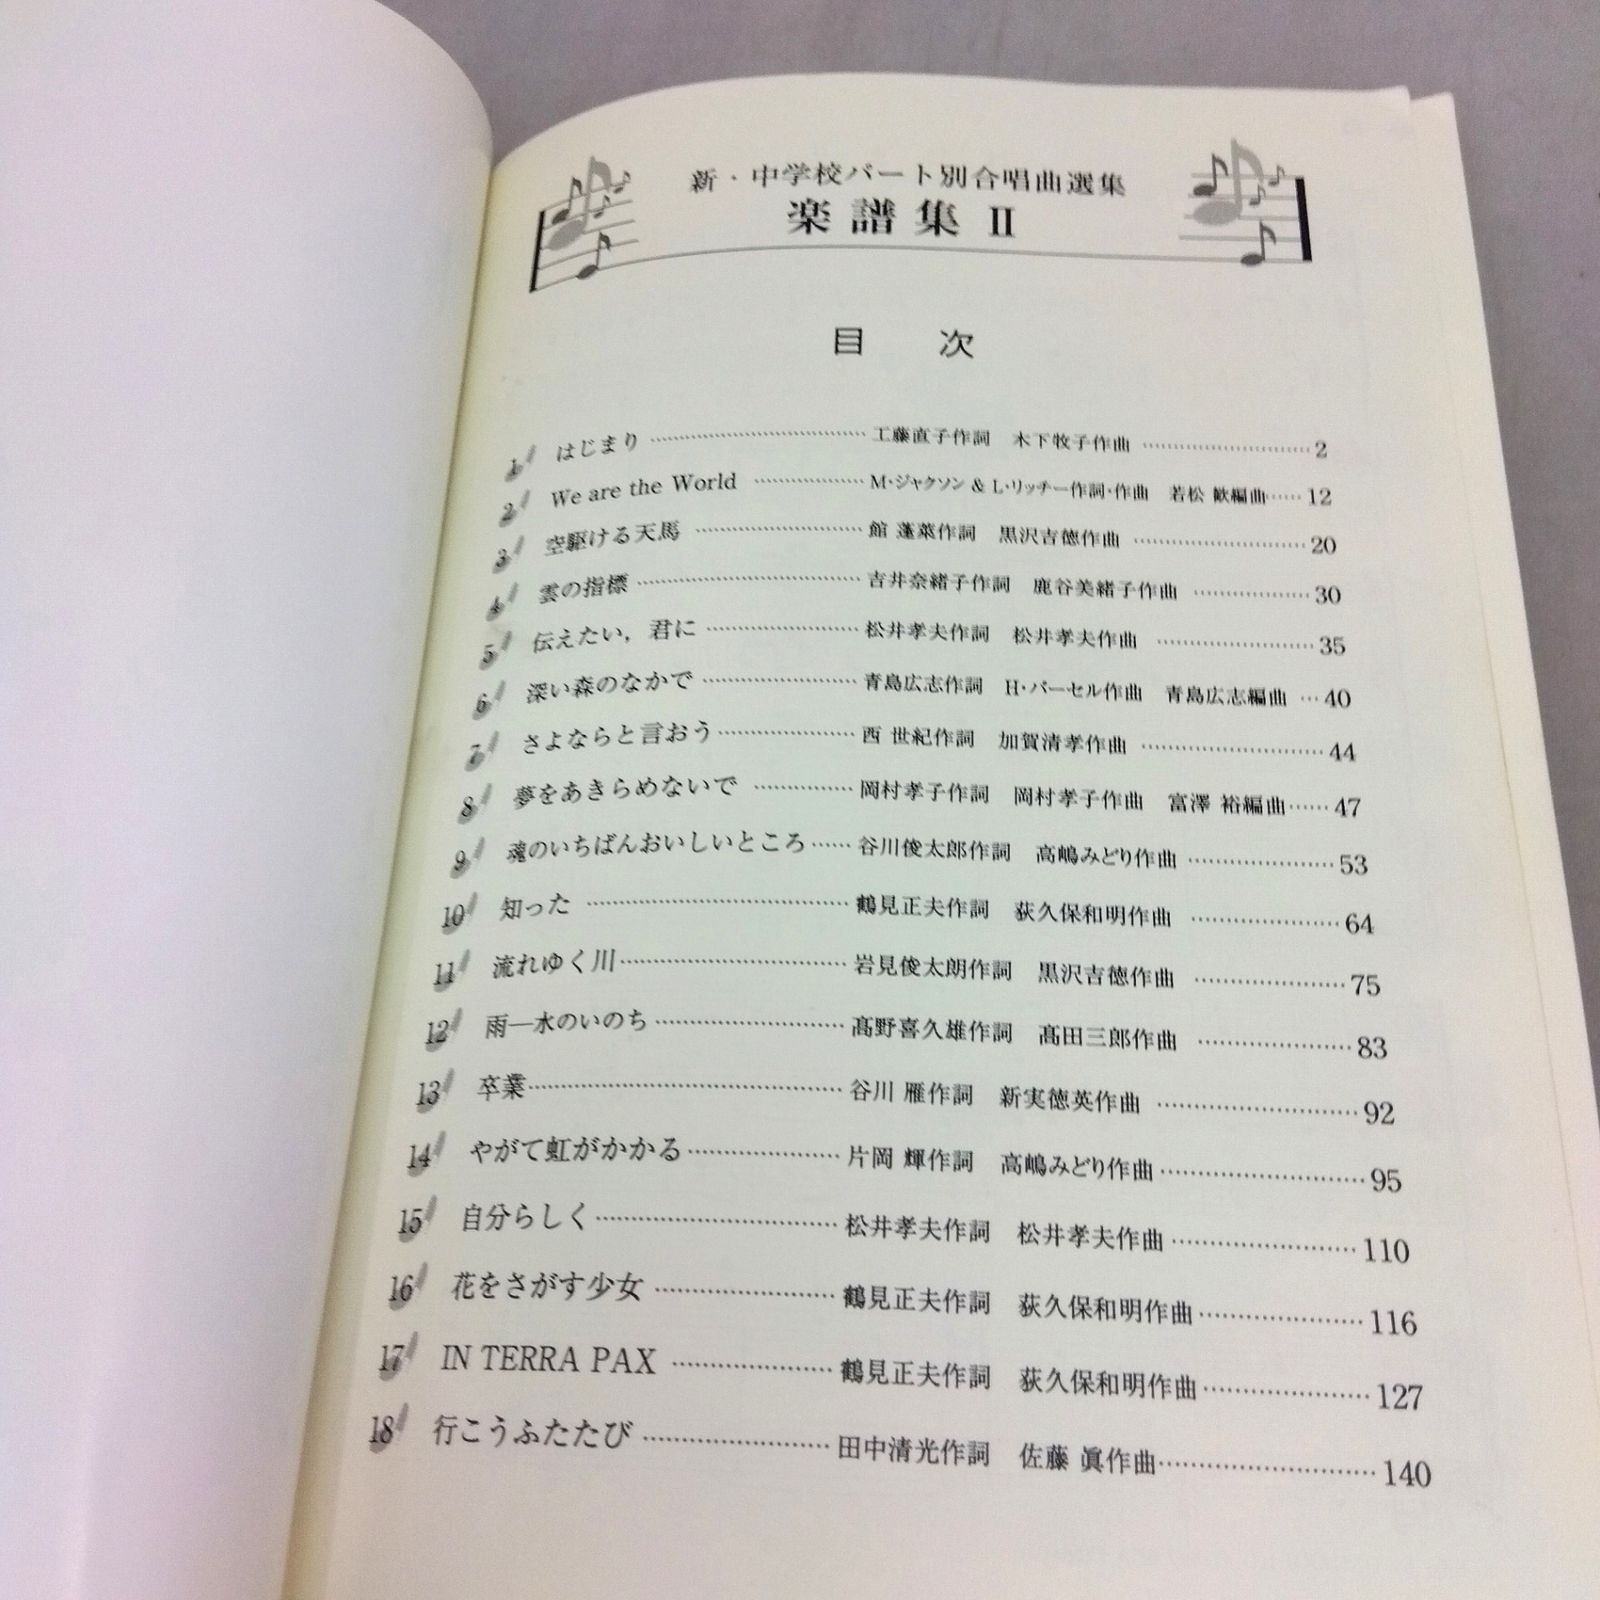 新・中学校パート別合唱曲選集
楽譜集 II
目 次
1 はじまり 工藤直子作詞 木下牧子作曲 2
2 We are the World M・ジャクソン & L・リッチー作詞・作曲 若松 歓編曲 12
3 空駆ける天馬 館 蓬莱作詞 黒沢吉徳作曲 20
4 雲の指標 吉井奈緒子作詞 鹿谷美緒子作曲 30
5 伝えたい，君に 松井孝夫作詞 松井孝夫作曲 35
6 深い森のなかで 青島広志作詞 H・パーセル作曲 青島広志編曲 40
7 さよならと言おう 西 世紀作詞 加賀清孝作曲 44
8 夢をあきらめないで 岡村孝子作詞 岡村孝子作曲 富澤 裕編曲 47
9 魂のいちばんおいしいところ 谷川俊太郎作詞 高嶋みどり作曲 53
10 知った 鶴見正夫作詞 荻久保和明作曲 64
11 流れゆく川 岩見俊太朗作詞 黒沢吉徳作曲 75
12 雨―水のいのち 髙野喜久雄作詞 髙田三郎作曲 83
13 卒業 谷川 雁作詞 新実徳英作曲 92
14 やがて虹がかかる 片岡 輝作詞 高嶋みどり作曲 95
15 自分らしく 松井孝夫作詞 松井孝夫作曲 110
16 花をさがす少女 鶴見正夫作詞 荻久保和明作曲 116
17 IN TERRA PAX 鶴見正夫作詞 荻久保和明作曲 127
18 行こうふたたび 田中清光作詞 佐藤 眞作曲 140